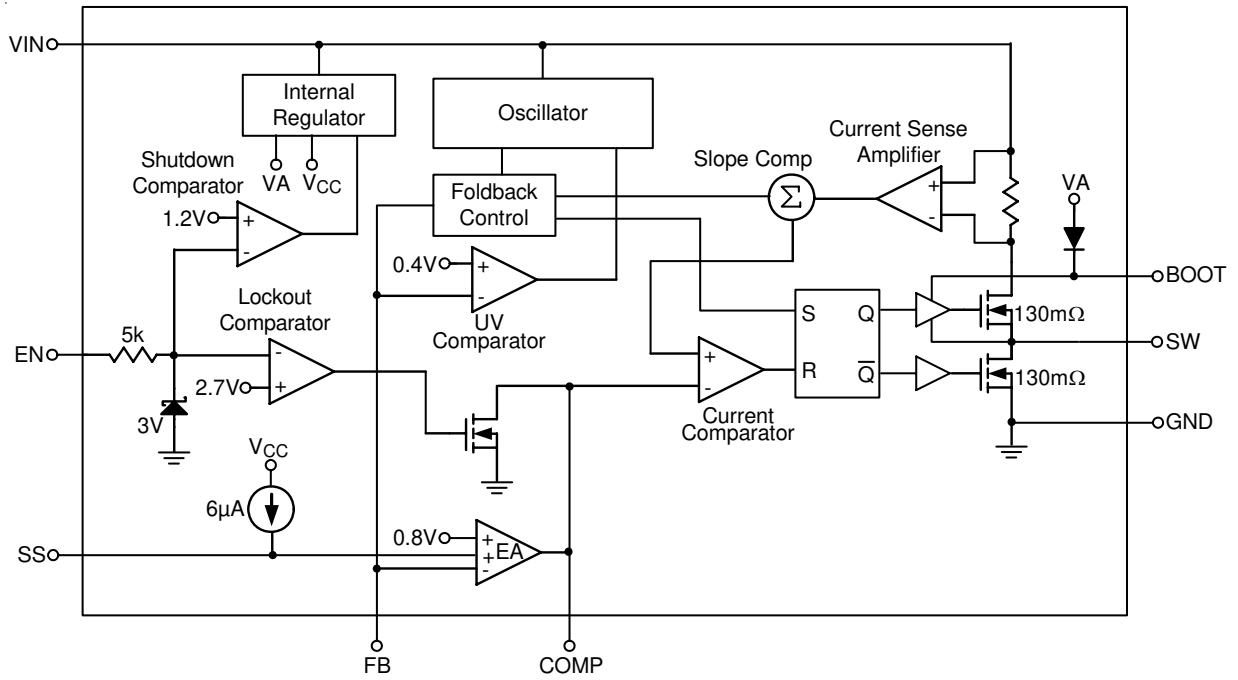 VIN
Internal
Regulator
Oscillator
Shutdown
Comparator
VA
VCC
Foldback
Control
Slope Comp
Σ
Current Sense
Amplifier
+
-
VA
1.2V
+
-
0.4V
+
-
UV
Comparator
BOOT
Lockout
Comparator
S
Q
130mΩ
EN
5k
-
2.7V
+
+
-
R
Q̅
SW
130mΩ
3V
Current
Comparator
GND
VCC
6µA
0.8V
+
+
-
EA
SS
FB
COMP